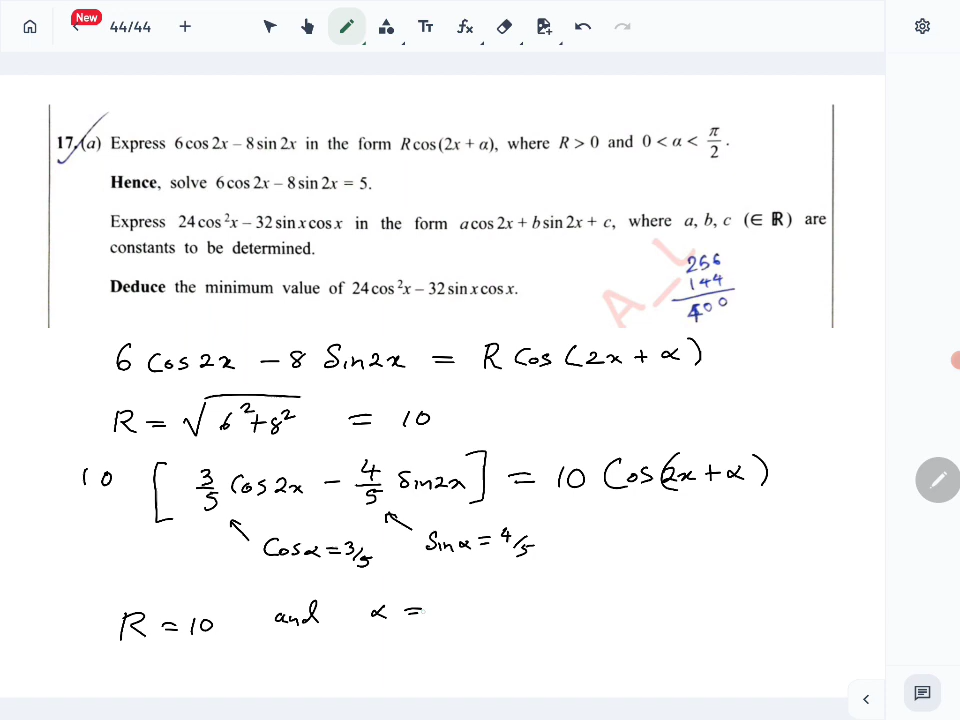 New
44/44
17. (a) Express 6 cos 2x − 8 sin 2x in the form R cos(2x + α), where R > 0 and 0 < α < π/2.
Hence, solve 6 cos 2x − 8 sin 2x = 5.
Express 24 cos²x − 32 sin x cos x in the form a cos 2x + b sin 2x + c, where a, b, c (∈ ℝ) are
constants to be determined.
Deduce the minimum value of 24 cos²x − 32 sin x cos x.
A L
256
144
400
6 Cos 2x − 8 Sin 2x = R Cos (2x + α)
R = √(6² + 8²) = 10
10 [ 3/5 Cos 2x − 4/5 Sin 2x ] = 10 Cos (2x + α)
Cos α = 3/5 Sin α = 4/5
R = 10 and α =